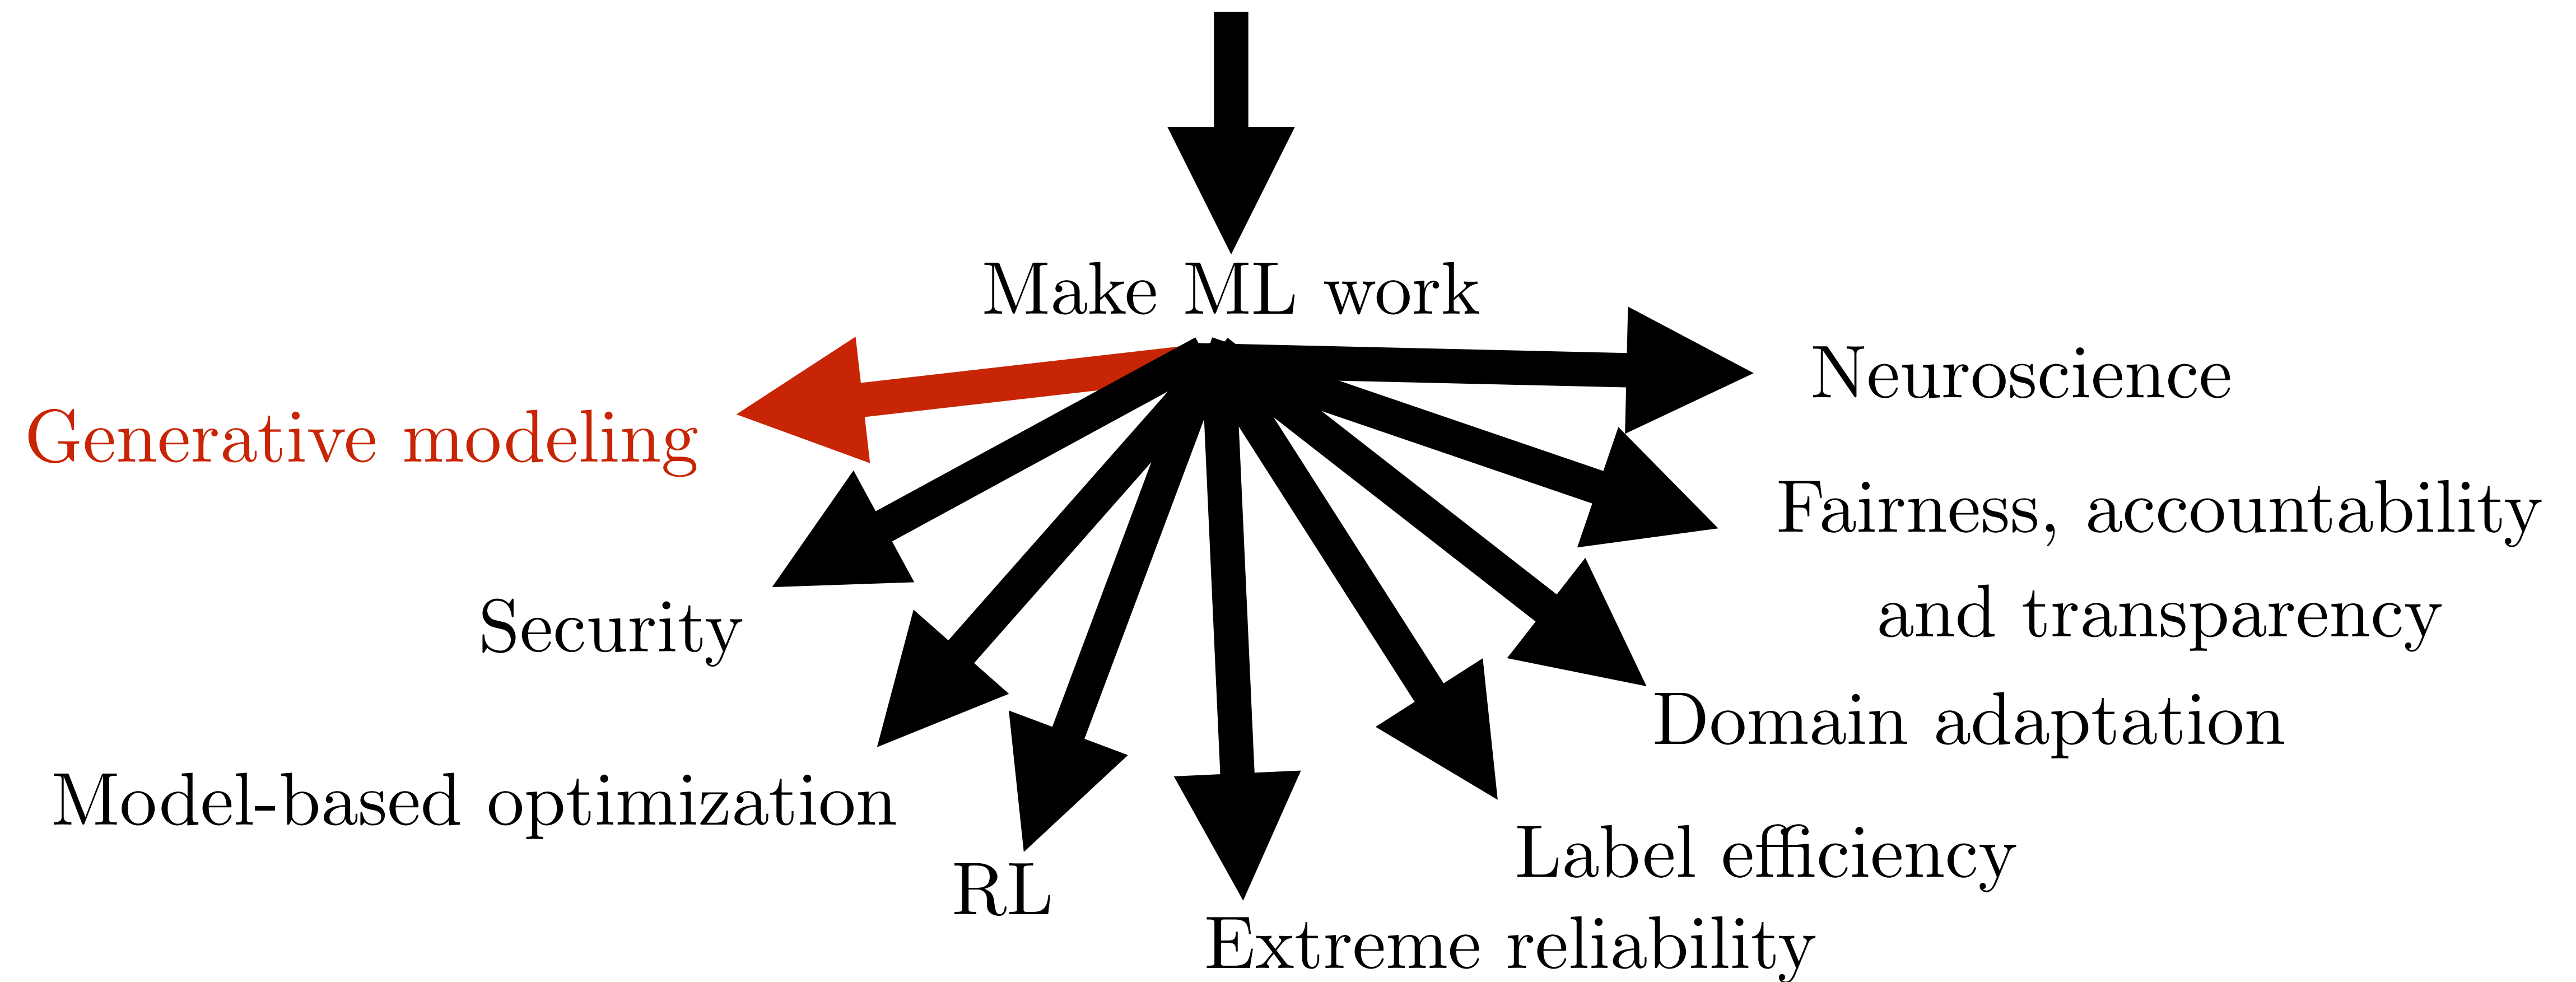 Make ML work
Neuroscience
Generative modeling
Fairness, accountability
and transparency
Security
Domain adaptation
Model-based optimization
Label efficiency
RL
Extreme reliability